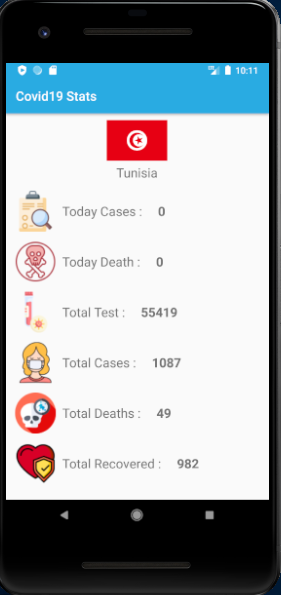 10:11
Covid19 Stats
Tunisia
Today Cases : 0
Today Death : 0
Total Test : 55419
Total Cases : 1087
Total Deaths : 49
Total Recovered : 982